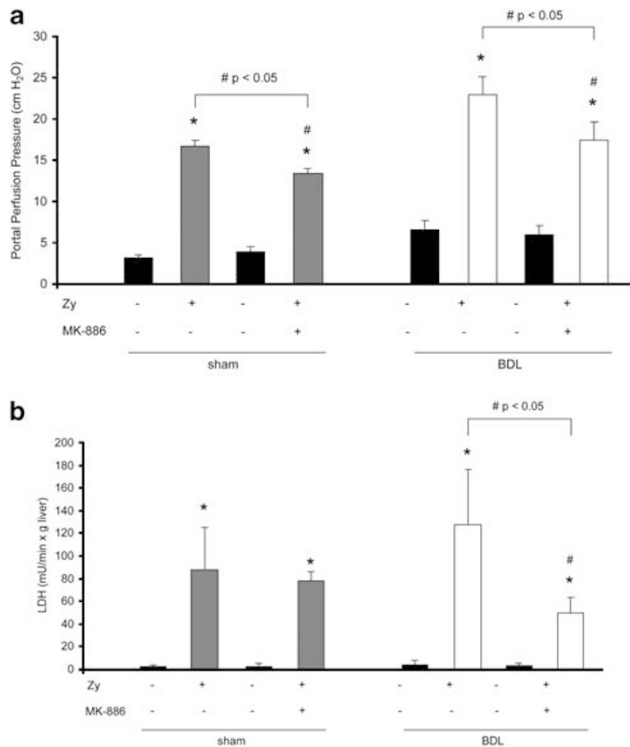 a
# p < 0.05
# p < 0.05
Portal Perfusion Pressure (cm H₂O)
30
25
20
15
10
5
0
*
#
*
*
#
*
Zy - + - + - + - +
MK-886 - - - + - - - +
sham BDL
b
# p < 0.05
LDH (mU/min x g liver)
200
180
160
140
120
100
80
60
40
20
0
*
*
*
#
*
Zy - + - + - + - +
MK-886 - - - + - - - +
sham BDL